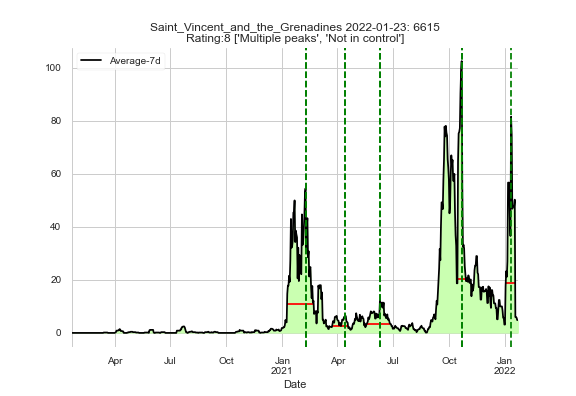 Saint_Vincent_and_the_Grenadines 2022-01-23: 6615
Rating:8 ['Multiple peaks', 'Not in control']
Average-7d
100
80
60
40
20
0
Apr Jul Oct Jan Apr Jul Oct Jan
2021 2022
Date